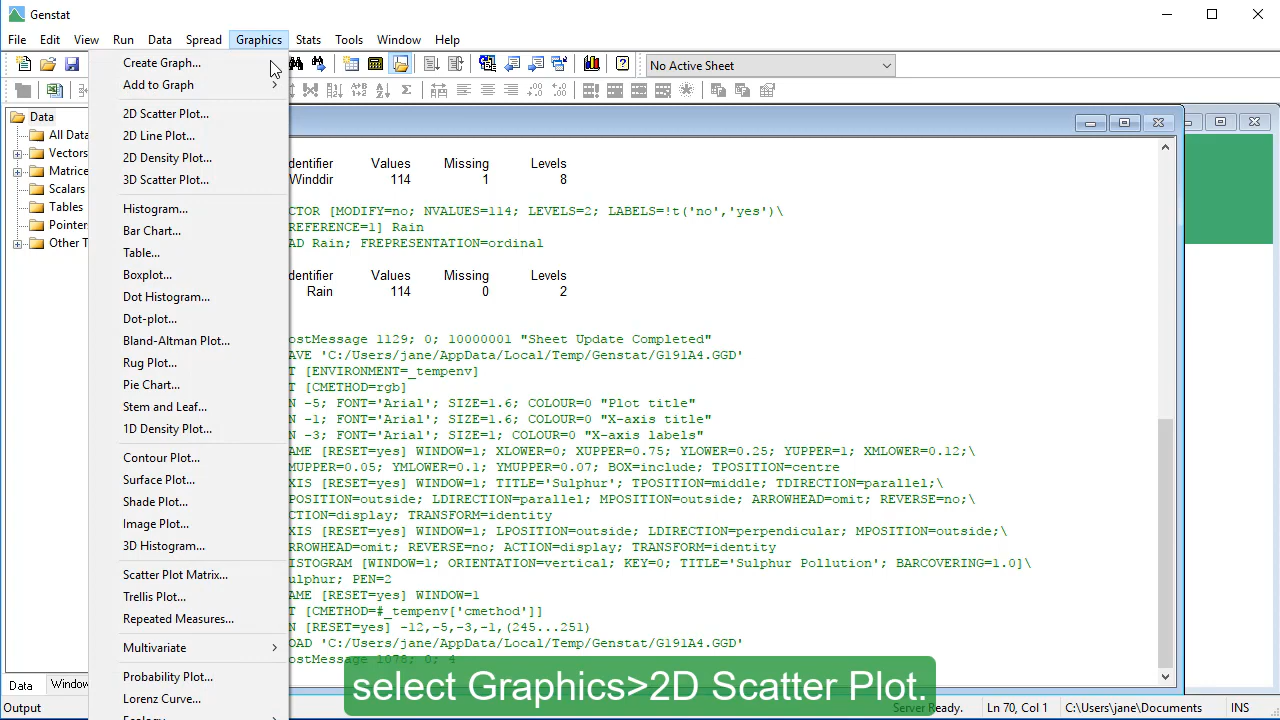 Genstat
File Edit View Run Data Spread Graphics Stats Tools Window Help
No Active Sheet
Create Graph...
Add to Graph
2D Scatter Plot...
2D Line Plot...
2D Density Plot...
3D Scatter Plot...
Histogram...
Bar Chart...
Table...
Boxplot...
Dot Histogram...
Dot-plot...
Bland-Altman Plot...
Rug Plot...
Pie Chart...
Stem and Leaf...
1D Density Plot...
Contour Plot...
Surface Plot...
Shade Plot...
Image Plot...
3D Histogram...
Scatter Plot Matrix...
Trellis Plot...
Repeated Measures...
Multivariate
Probability Plot...
Lorenz Curve...
Data
All Data
Vectors
Matrice
Scalars
Tables
Pointer
Other T
dentifier Values Missing Levels
Winddir 114 1 8
CTOR [MODIFY=no; NVALUES=114; LEVELS=2; LABELS=!t('no','yes')\
REFERENCE=1] Rain
AD Rain; FREPRESENTATION=ordinal
dentifier Values Missing Levels
Rain 114 0 2
ostMessage 1129; 0; 10000001 "Sheet Update Completed"
AVE 'C:/Users/jane/AppData/Local/Temp/Genstat/G191A4.GGD'
T [ENVIRONMENT=_tempenv]
T [CMETHOD=rgb]
N -5; FONT='Arial'; SIZE=1.6; COLOUR=0 "Plot title"
N -1; FONT='Arial'; SIZE=1.6; COLOUR=0 "X-axis title"
N -3; FONT='Arial'; SIZE=1; COLOUR=0 "X-axis labels"
AME [RESET=yes] WINDOW=1; XLOWER=0; XUPPER=0.75; YLOWER=0.25; YUPPER=1; XMLOWER=0.12;\
MUPPER=0.05; YMLOWER=0.1; YMUPPER=0.07; BOX=include; TPOSITION=centre
XIS [RESET=yes] WINDOW=1; TITLE='Sulphur'; TPOSITION=middle; TDIRECTION=parallel;\
POSITION=outside; LDIRECTION=parallel; MPOSITION=outside; ARROWHEAD=omit; REVERSE=no;\
CTION=display; TRANSFORM=identity
XIS [RESET=yes] WINDOW=1; LPOSITION=outside; LDIRECTION=perpendicular; MPOSITION=outside;\
RROWHEAD=omit; REVERSE=no; ACTION=display; TRANSFORM=identity
ISTOGRAM [WINDOW=1; ORIENTATION=vertical; KEY=0; TITLE='Sulphur Pollution'; BARCOVERING=1.0]\
ulphur; PEN=2
AME [RESET=yes] WINDOW=1
T [CMETHOD=#_tempenv['cmethod']]
N [RESET=yes] -12,-5,-3,-1,(245...251)
OAD 'C:/Users/jane/AppData/Local/Temp/Genstat/G191A4.GGD'
ostMessage 1078; 0; 4
select Graphics>2D Scatter Plot.
Data Window
Output Server Ready. Ln 70, Col 1 C:\Users\jane\Documents INS